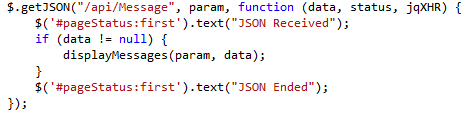 $.getJSON("/api/Message", param, function (data, status, jqXHR) {
    $('#pageStatus:first').text("JSON Received");
    if (data != null) {
        displayMessages(param, data);
    }
    $('#pageStatus:first').text("JSON Ended");
});